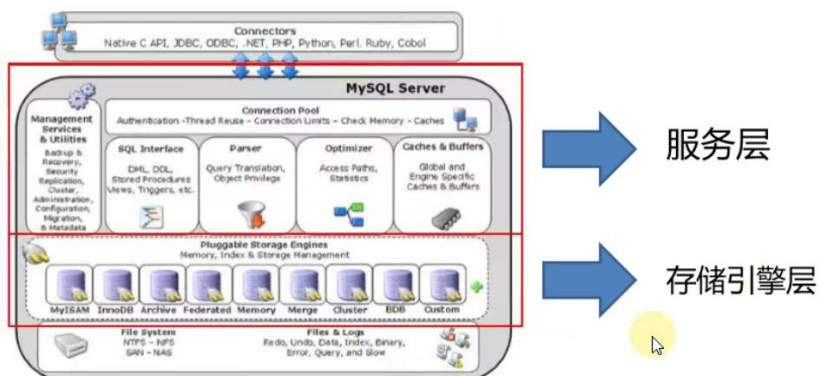 Connectors
Native C API, JDBC, ODBC, .NET, PHP, Python, Perl, Ruby, Cobol
MySQL Server
Management
Services
& Utilities
Backup &
Recovery,
Security
Replication,
Cluster,
Administration,
Configuration,
Migration,
& Metadata
Connection Pool
Authentication -Thread Reuse - Connection Limits - Check Memory - Caches
SQL Interface
DML, DDL,
Stored Procedures
Views, Triggers, etc.
Parser
Query Translation,
Object Privilege
Optimizer
Access Paths,
Statistics
Caches & Buffers
Global and
Engine Specific
Caches & Buffers
服务层
Pluggable Storage Engines
Memory, Index & Storage Management
MyISAM InnoDB Archive Federated Memory Merge Cluster BDB Custom
存储引擎层
File System
NTFS - NFS
SAN - NAS
Files & Logs
Redo, Undo, Data, Index, Binary,
Error, Query, and Slow